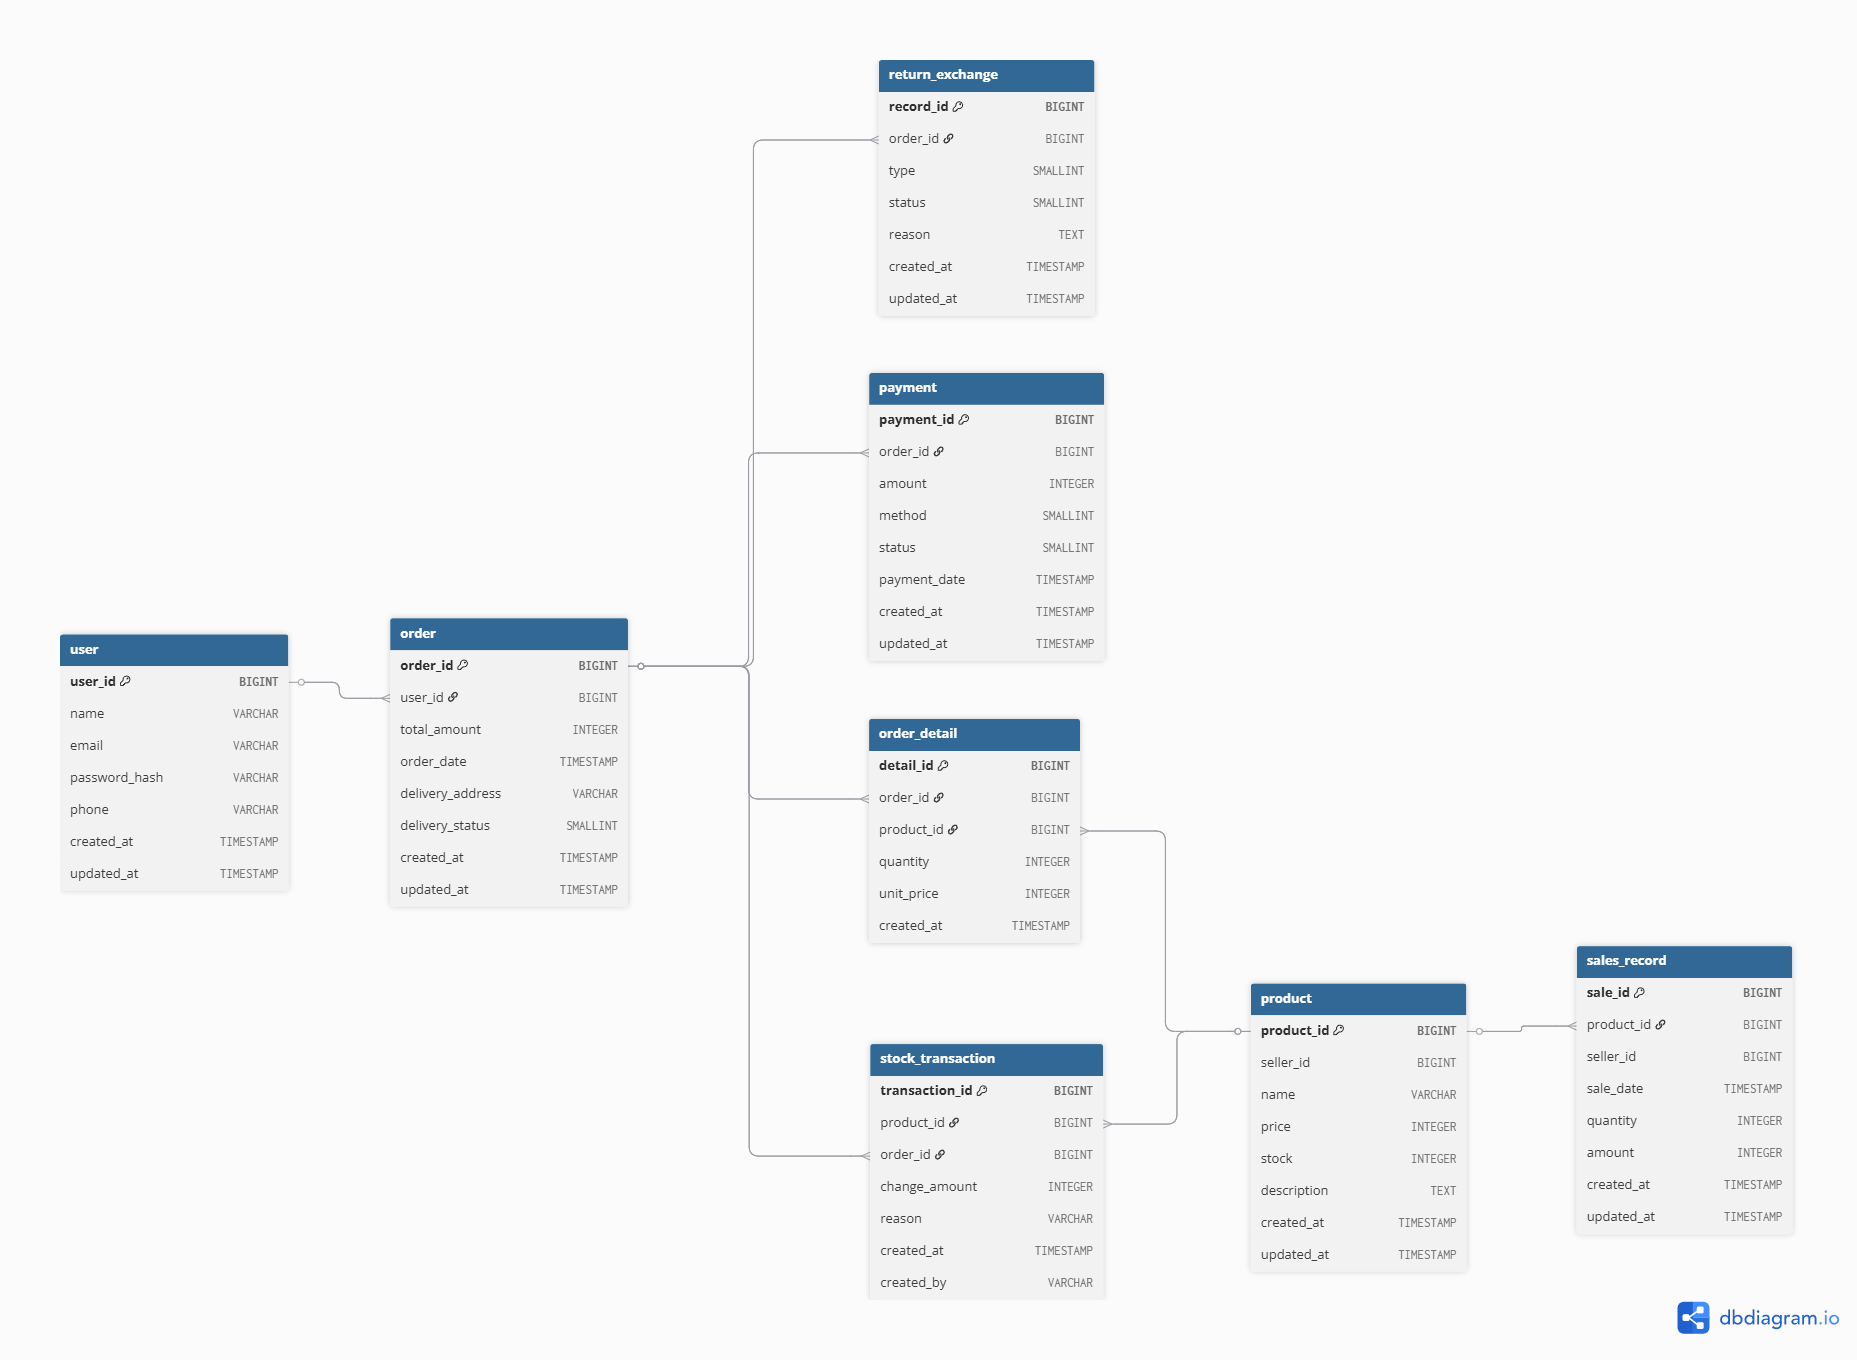 return_exchange
record_id BIGINT
order_id BIGINT
type SMALLINT
status SMALLINT
reason TEXT
created_at TIMESTAMP
updated_at TIMESTAMP
payment
payment_id BIGINT
order_id BIGINT
amount INTEGER
method SMALLINT
status SMALLINT
payment_date TIMESTAMP
created_at TIMESTAMP
updated_at TIMESTAMP
user
user_id BIGINT
name VARCHAR
email VARCHAR
password_hash VARCHAR
phone VARCHAR
created_at TIMESTAMP
updated_at TIMESTAMP
order
order_id BIGINT
user_id BIGINT
total_amount INTEGER
order_date TIMESTAMP
delivery_address VARCHAR
delivery_status SMALLINT
created_at TIMESTAMP
updated_at TIMESTAMP
order_detail
detail_id BIGINT
order_id BIGINT
product_id BIGINT
quantity INTEGER
unit_price INTEGER
created_at TIMESTAMP
stock_transaction
transaction_id BIGINT
product_id BIGINT
order_id BIGINT
change_amount INTEGER
reason VARCHAR
created_at TIMESTAMP
created_by VARCHAR
product
product_id BIGINT
seller_id BIGINT
name VARCHAR
price INTEGER
stock INTEGER
description TEXT
created_at TIMESTAMP
updated_at TIMESTAMP
sales_record
sale_id BIGINT
product_id BIGINT
seller_id BIGINT
sale_date TIMESTAMP
quantity INTEGER
amount INTEGER
created_at TIMESTAMP
updated_at TIMESTAMP
dbdiagram.io